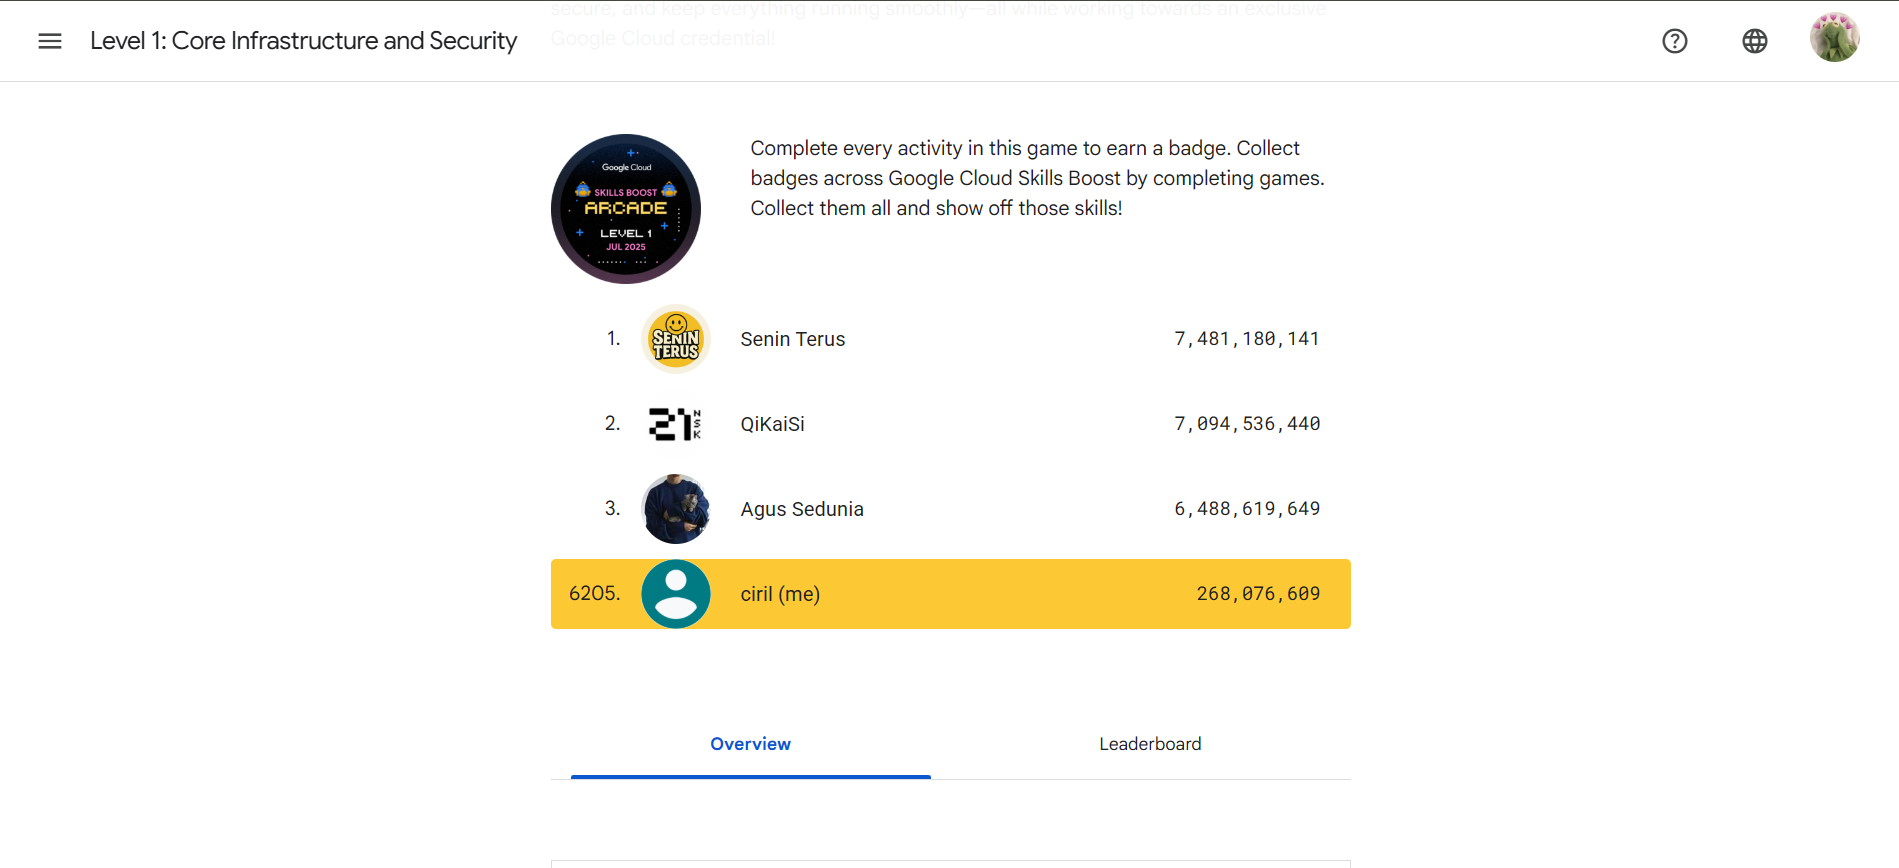 secure, and keep everything running smoothly—all while working towards an exclusive
Level 1: Core Infrastructure and Security
Google Cloud credential!
Google Cloud
SKILLS BOOST
ARCADE
LEVEL 1
JUL 2025
Complete every activity in this game to earn a badge. Collect
badges across Google Cloud Skills Boost by completing games.
Collect them all and show off those skills!
1. SENIN TERUS Senin Terus 7,481,180,141
2. 21 NSK QiKaiSi 7,094,536,440
3. Agus Sedunia 6,488,619,649
6205. ciril (me) 268,076,609
Overview Leaderboard